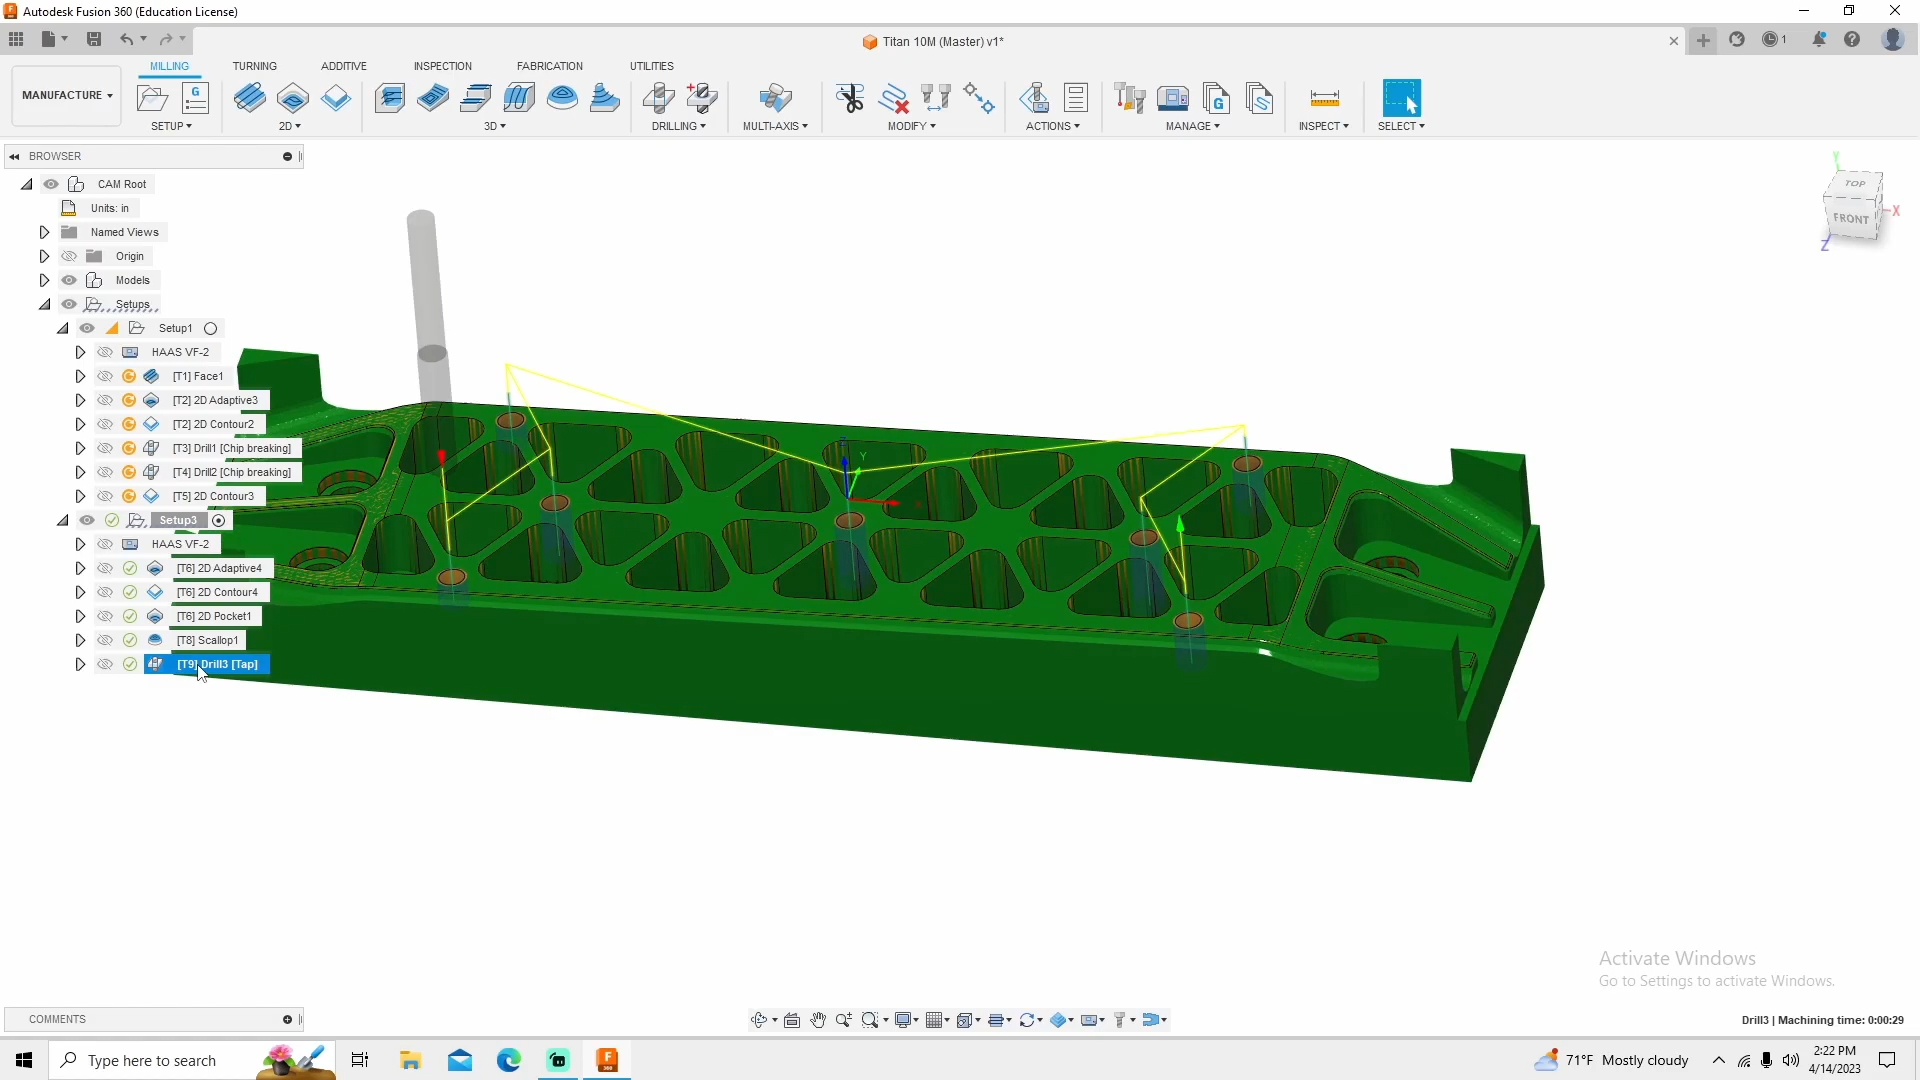 Autodesk Fusion 360 (Education License)
Titan 10M (Master) v1*
1
MANUFACTURE
MILLING TURNING ADDITIVE INSPECTION FABRICATION UTILITIES
SETUP 2D 3D DRILLING MULTI-AXIS MODIFY ACTIONS MANAGE INSPECT SELECT
BROWSER
CAM Root
Units: in
Named Views
Origin
Models
Setups
Setup1
HAAS VF-2
[T1] Face1
[T2] 2D Adaptive3
[T2] 2D Contour2
[T3] Drill1 [Chip breaking]
[T4] Drill2 [Chip breaking]
[T5] 2D Contour3
Setup3
HAAS VF-2
[T6] 2D Adaptive4
[T6] 2D Contour4
[T6] 2D Pocket1
[T8] Scallop1
[T9] Drill3 [Tap]
Y
TOP
FRONT
X
Z
Y
Activate Windows
Go to Settings to activate Windows.
COMMENTS
Drill3 | Machining time: 0:00:29
Type here to search
71°F Mostly cloudy
2:22 PM
4/14/2023